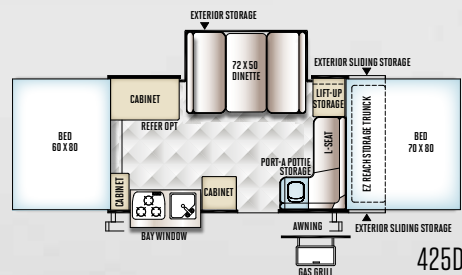 EXTERIOR STORAGE
72 X 50
DINETTE
EXTERIOR SLIDING STORAGE
CABINET
LIFT-UP
STORAGE
REFER OPT
BED
60 X 80
L-SEAT
EZ REACH STORAGE TRUNCK
BED
70 X 80
PORT-A POTTIE
STORAGE
CABINET
CABINET
BAY WINDOW
AWNING
EXTERIOR SLIDING STORAGE
GAS GRILL
425D